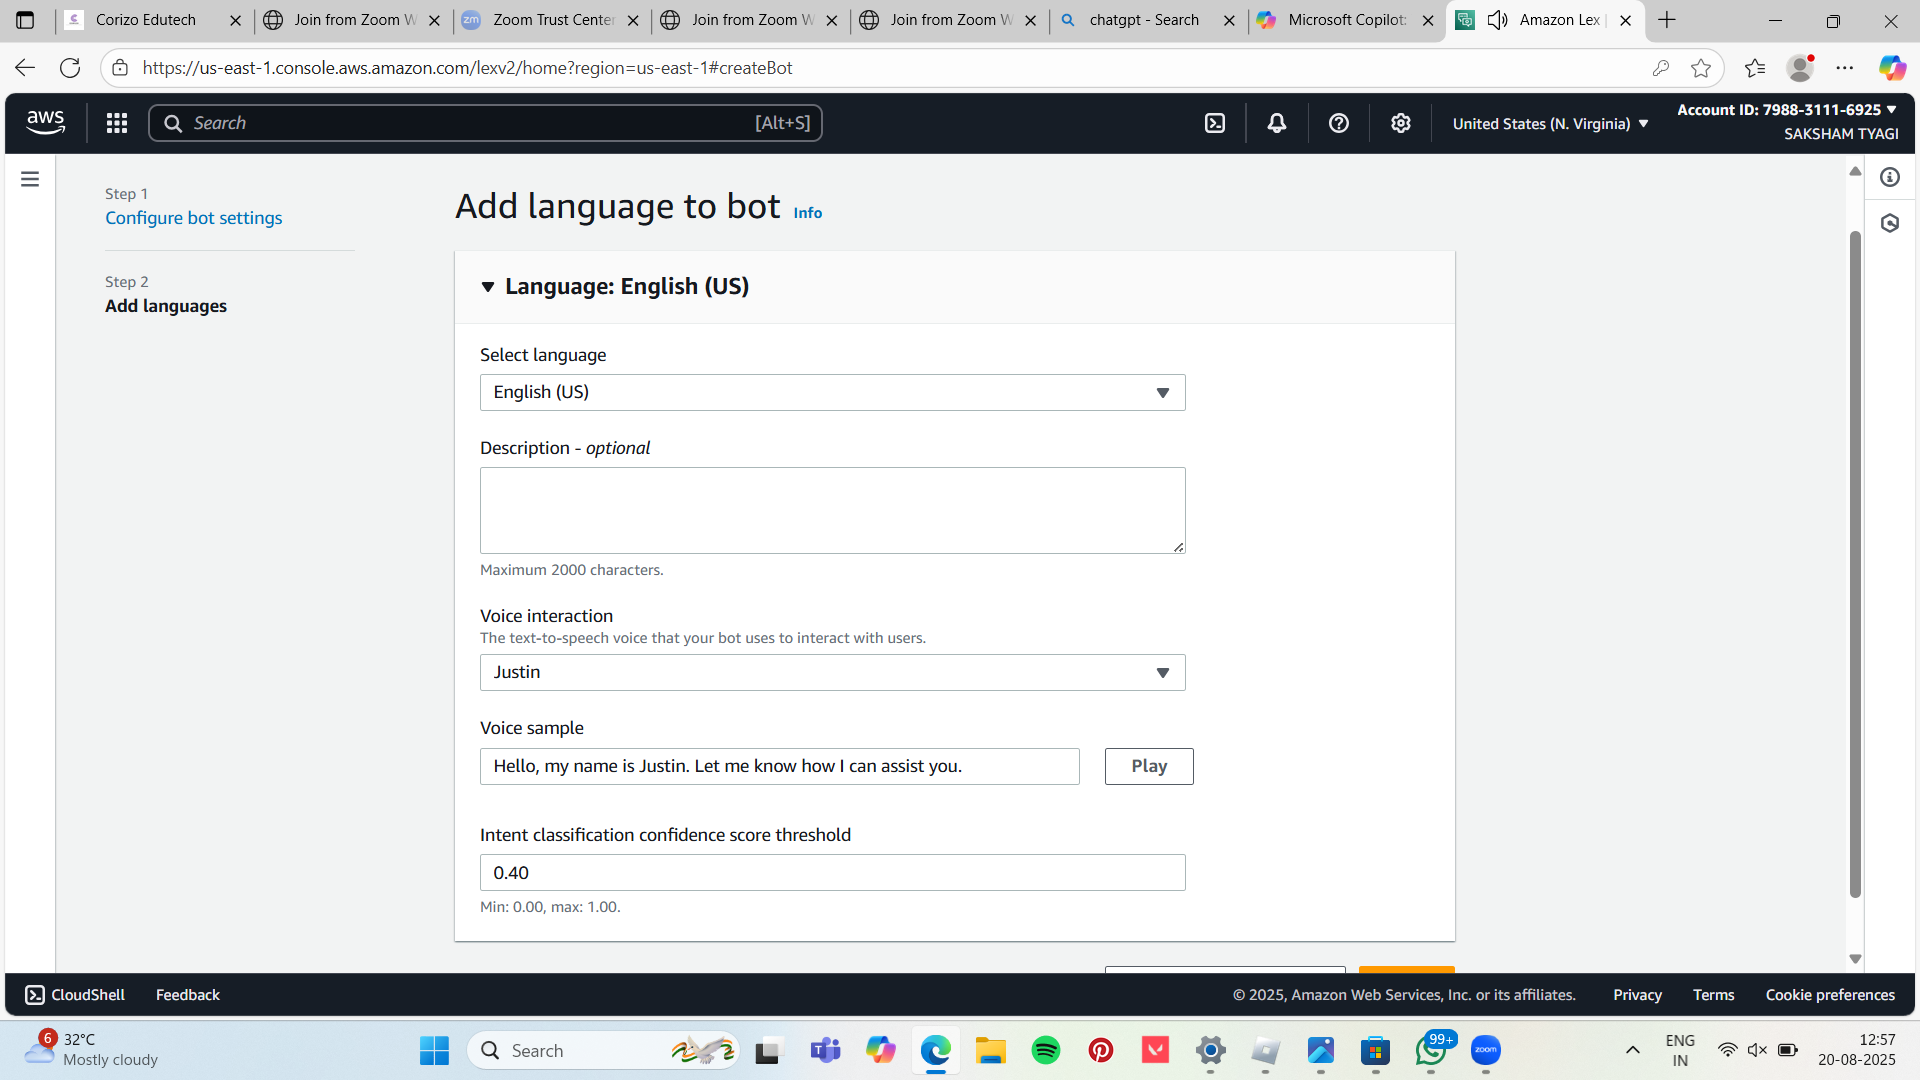 Corizo Edutech
Join from Zoom W
Zoom Trust Center
Join from Zoom W
Join from Zoom W
chatgpt - Search
Microsoft Copilot:
Amazon Lex |
https://us-east-1.console.aws.amazon.com/lexv2/home?region=us-east-1#createBot
aws
Search
[Alt+S]
United States (N. Virginia)
Account ID: 7988-3111-6925
SAKSHAM TYAGI
Step 1
Configure bot settings
Step 2
Add languages
Add language to bot Info
Language: English (US)
Select language
English (US)
Description - optional
Maximum 2000 characters.
Voice interaction
The text-to-speech voice that your bot uses to interact with users.
Justin
Voice sample
Hello, my name is Justin. Let me know how I can assist you.
Play
Intent classification confidence score threshold
0.40
Min: 0.00, max: 1.00.
CloudShell
Feedback
© 2025, Amazon Web Services, Inc. or its affiliates.
Privacy
Terms
Cookie preferences
6
32°C
Mostly cloudy
Search
99+
zoom
ENG
IN
12:57
20-08-2025